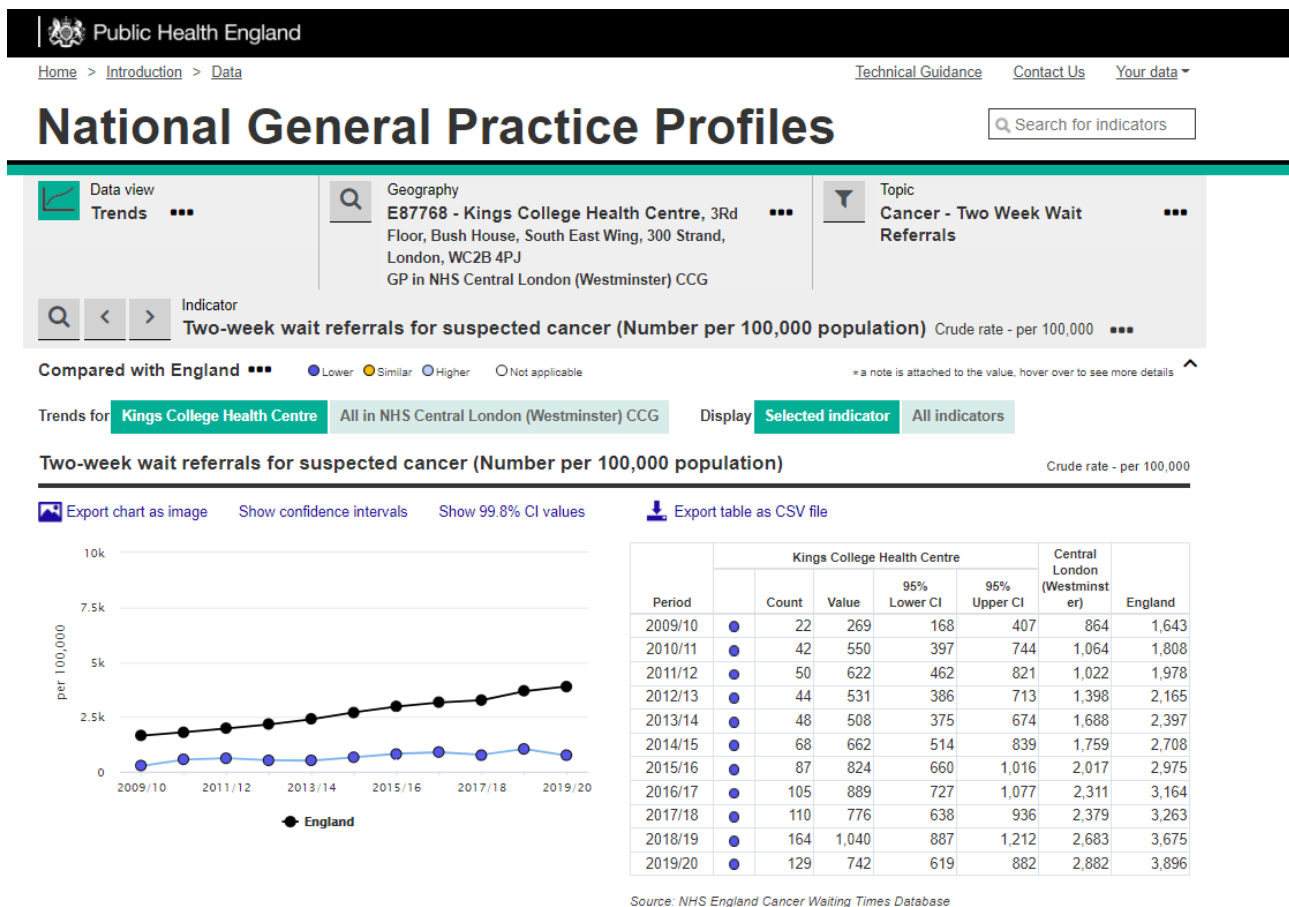 Public Health England
Home > Introduction > Data
Technical Guidance Contact Us Your data
National General Practice Profiles
Search for indicators
Data view
Trends •••
Geography
E87768 - Kings College Health Centre, 3Rd •••
Floor, Bush House, South East Wing, 300 Strand,
London, WC2B 4PJ
GP in NHS Central London (Westminster) CCG
Topic
Cancer - Two Week Wait •••
Referrals
Indicator
Two-week wait referrals for suspected cancer (Number per 100,000 population) Crude rate - per 100,000 •••
Compared with England ••• Lower Similar Higher Not applicable
* a note is attached to the value, hover over to see more details
Trends for Kings College Health Centre All in NHS Central London (Westminster) CCG Display Selected indicator All indicators
Two-week wait referrals for suspected cancer (Number per 100,000 population) Crude rate - per 100,000
Export chart as image Show confidence intervals Show 99.8% CI values
Export table as CSV file
10k
7.5k
5k
2.5k
0
per 100,000
2009/10 2011/12 2013/14 2015/16 2017/18 2019/20
England
Kings College Health Centre
Central
London
(Westminst
er)
Period Count Value 95% Lower CI 95% Upper CI England
2009/10 22 269 168 407 864 1,643
2010/11 42 550 397 744 1,064 1,808
2011/12 50 622 462 821 1,022 1,978
2012/13 44 531 386 713 1,398 2,165
2013/14 48 508 375 674 1,688 2,397
2014/15 68 662 514 839 1,759 2,708
2015/16 87 824 660 1,016 2,017 2,975
2016/17 105 889 727 1,077 2,311 3,164
2017/18 110 776 638 936 2,379 3,263
2018/19 164 1,040 887 1,212 2,683 3,675
2019/20 129 742 619 882 2,882 3,896
Source: NHS England Cancer Waiting Times Database